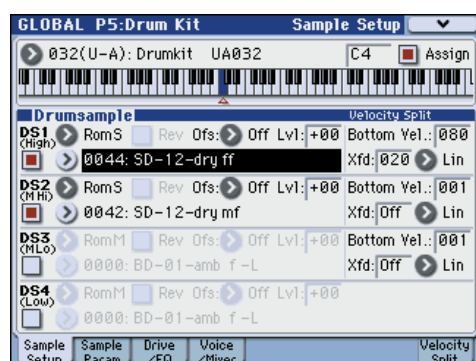 GLOBAL P5:Drum Kit Sample Setup
032(U-A): Drumkit UA032 C4 Assign
Drumsample Velocity Split
DS1 RomS Rev Ofs: Off Lvl: +00 Bottom Vel.: 080
(High) 0044: SD-12-dry ff Xfd: 020 Lin
DS2 RomS Rev Ofs: Off Lvl: +00 Bottom Vel.: 001
(M Hi) 0042: SD-12-dry mf Xfd: Off Lin
DS3 RomM Rev Ofs: Off Lvl: +00 Bottom Vel.: 001
(MLo) 0000: BD-01-amb f -L Xfd: Off Lin
DS4 RomM Rev Ofs: Off Lvl: +00
(Low) 0000: BD-01-amb f -L
Sample Sample Drive Voice Velocity
Setup Param /EQ /Mixer Split